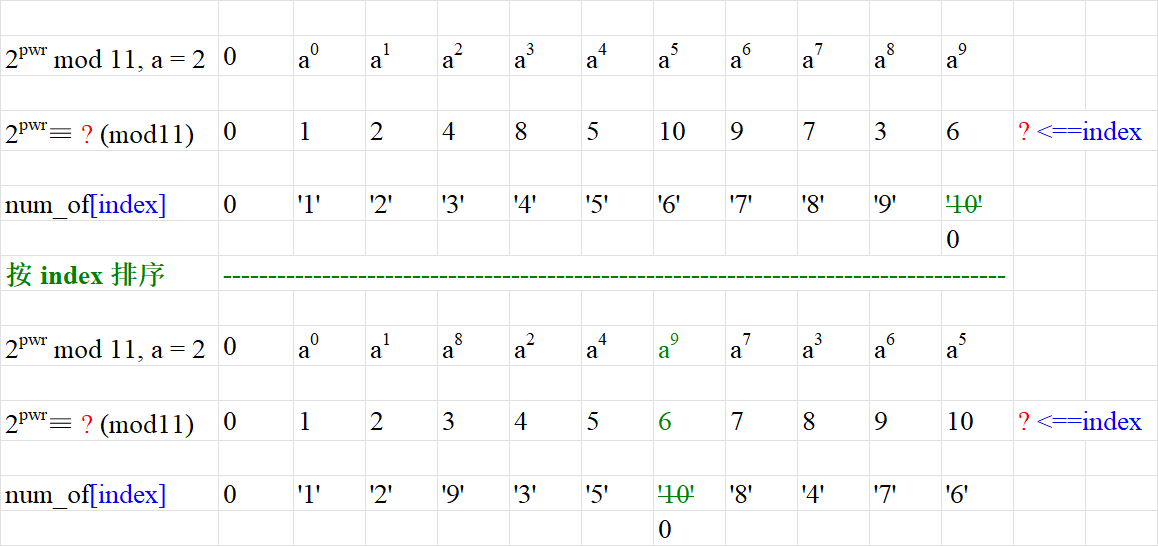 2^pwr mod 11, a = 2 0 a^0 a^1 a^2 a^3 a^4 a^5 a^6 a^7 a^8 a^9
2^pwr≡ ? (mod11) 0 1 2 4 8 5 10 9 7 3 6 ? <==index
num_of[index] 0 '1' '2' '3' '4' '5' '6' '7' '8' '9' '10'
0
按 index 排序 ---------------------------------------------------------------------------------------
2^pwr mod 11, a = 2 0 a^0 a^1 a^8 a^2 a^4 a^9 a^7 a^3 a^6 a^5
2^pwr≡ ? (mod11) 0 1 2 3 4 5 6 7 8 9 10 ? <==index
num_of[index] 0 '1' '2' '9' '3' '5' '10' '8' '4' '7' '6'
0